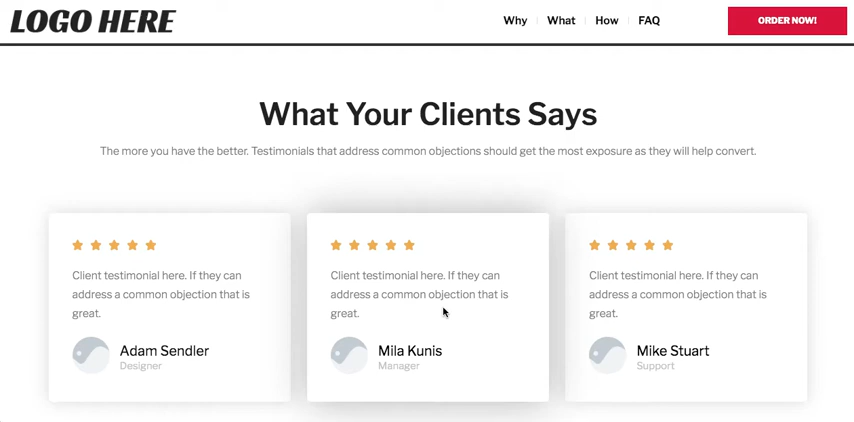 LOGO HERE
Why
What
How
FAQ
ORDER NOW!
What Your Clients Says
The more you have the better. Testimonials that address common objections should get the most exposure as they will help convert.
Client testimonial here. If they can
address a common objection that is
great.
Adam Sendler
Designer
Client testimonial here. If they can
address a common objection that is
great.
Mila Kunis
Manager
Client testimonial here. If they can
address a common objection that is
great.
Mike Stuart
Support